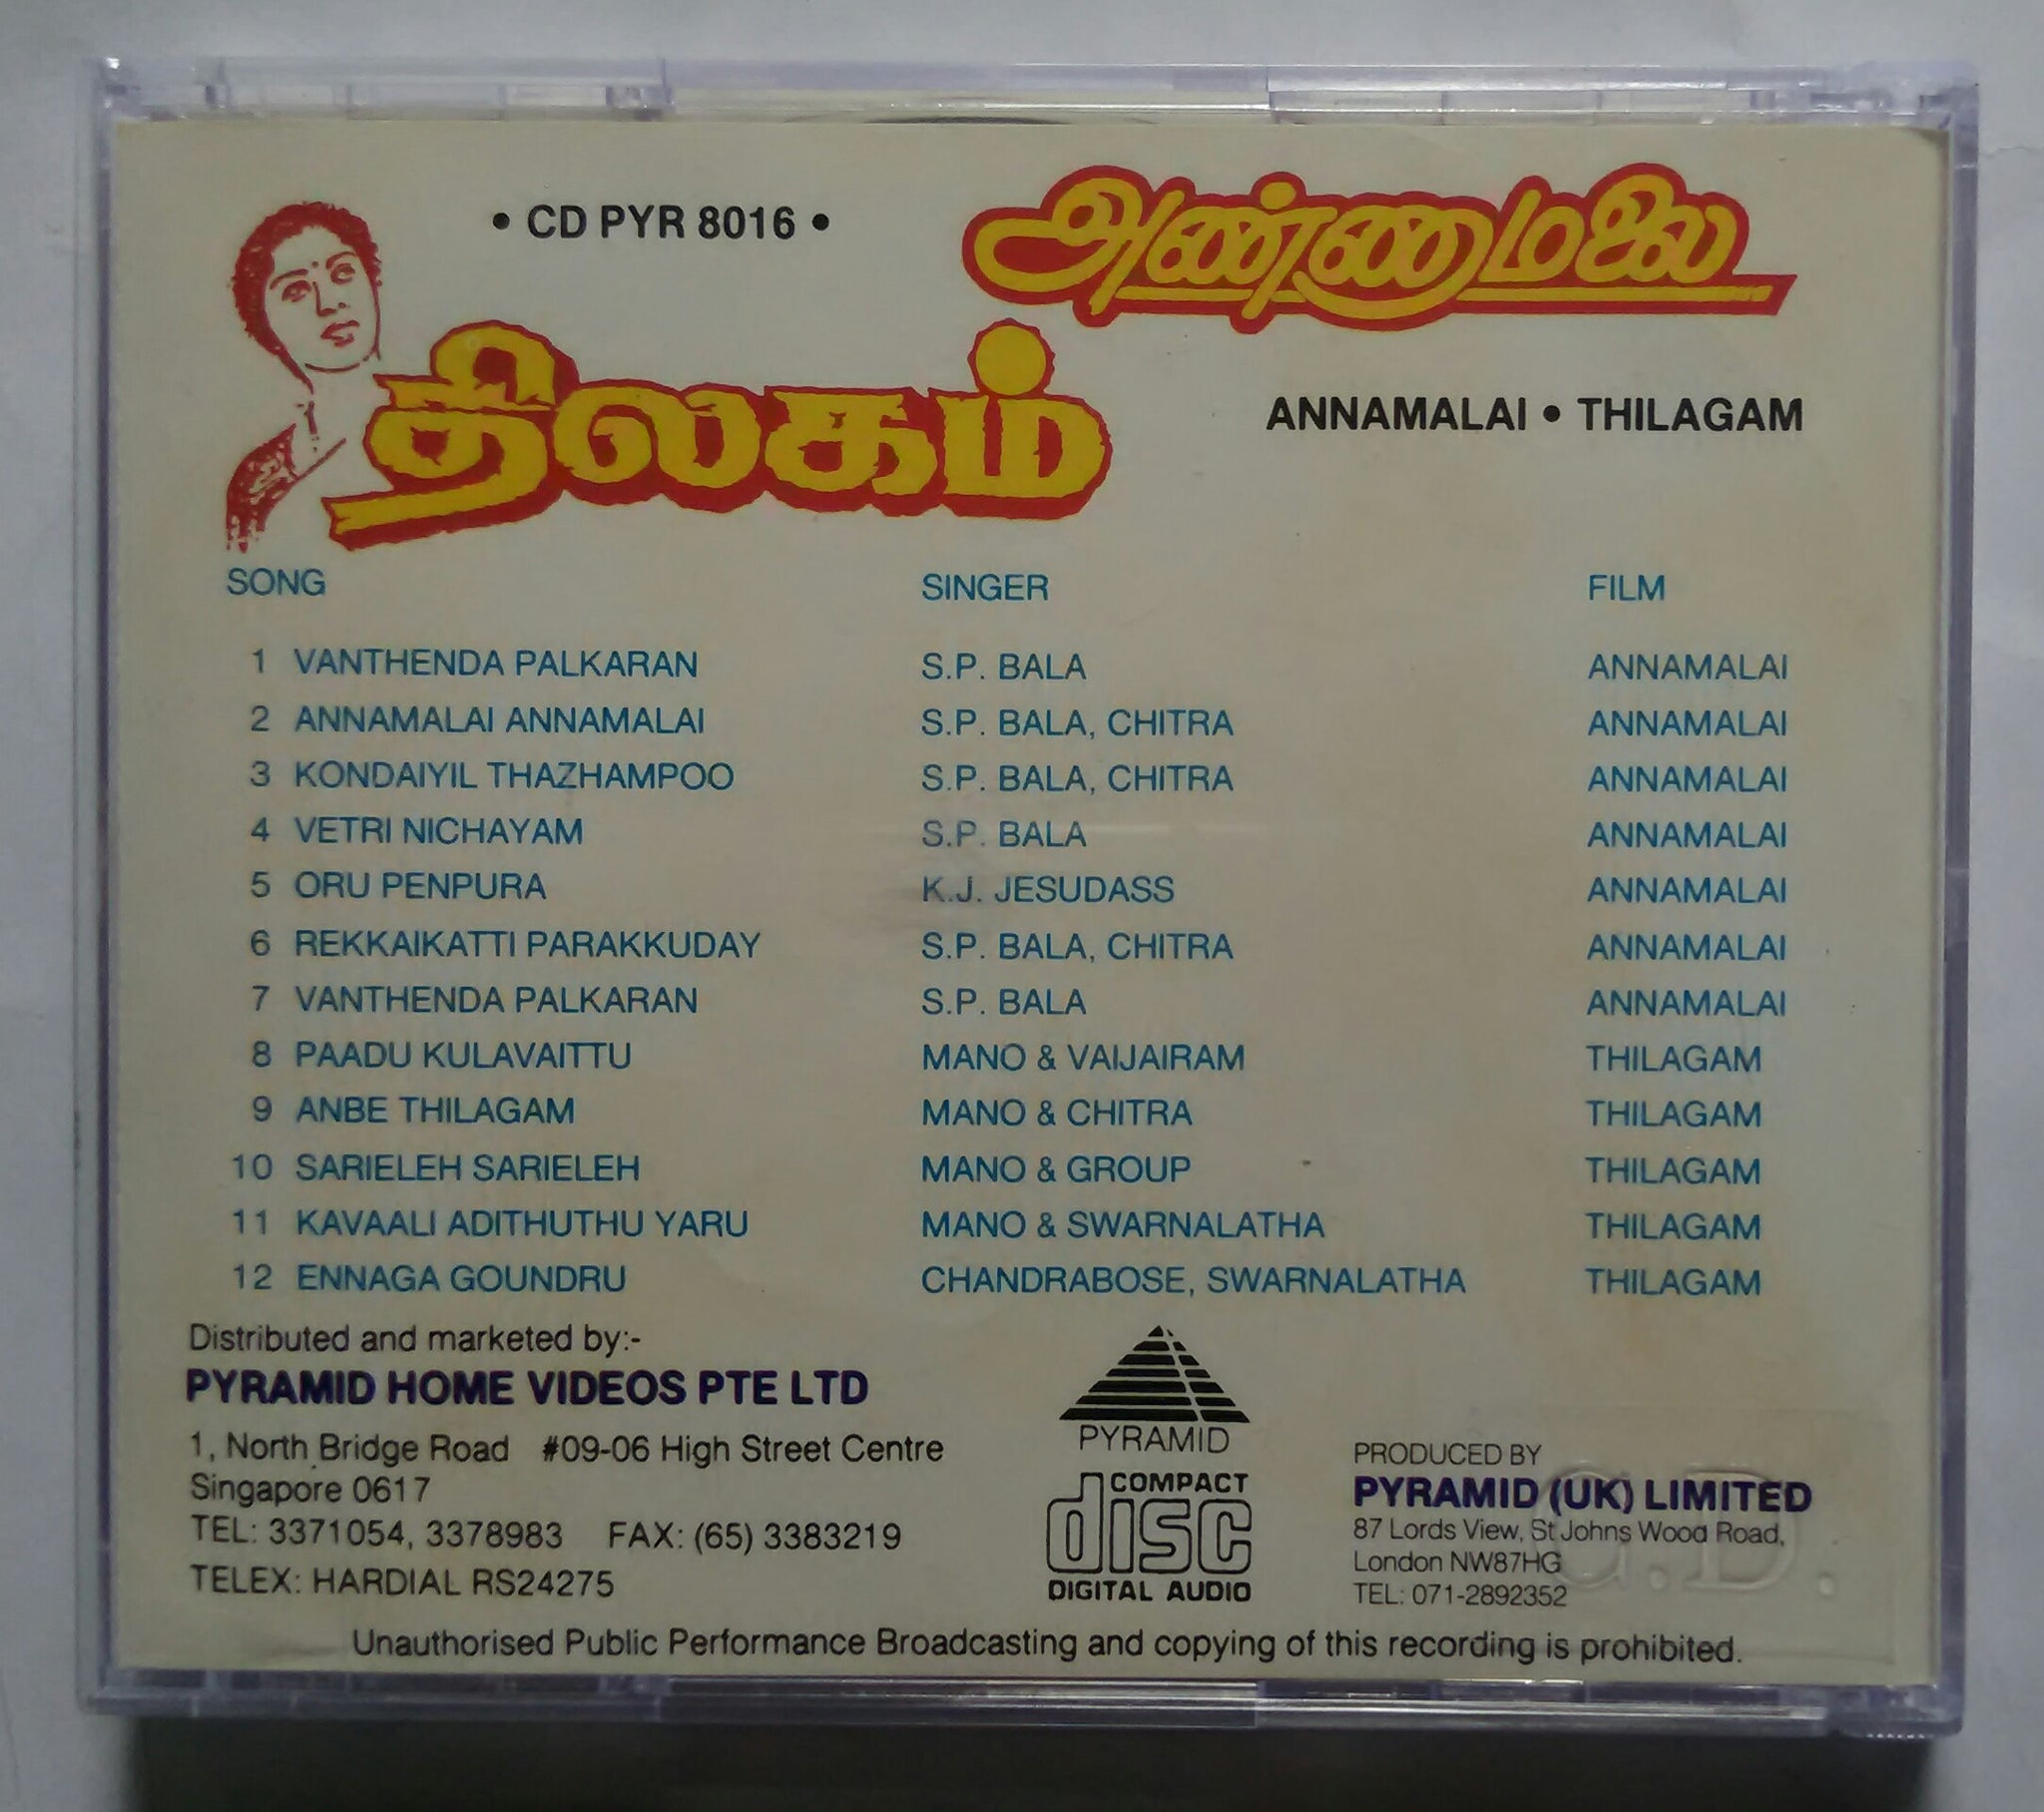 • CD PYR 8016 •
அண்ணாமலை
திலகம்
ANNAMALAI • THILAGAM
SONG SINGER FILM
1 VANTHENDA PALKARAN S.P. BALA ANNAMALAI
2 ANNAMALAI ANNAMALAI S.P. BALA, CHITRA ANNAMALAI
3 KONDAIYIL THAZHAMPOO S.P. BALA, CHITRA ANNAMALAI
4 VETRI NICHAYAM S.P. BALA ANNAMALAI
5 ORU PENPURA K.J. JESUDASS ANNAMALAI
6 REKKAIKATTI PARAKKUDAY S.P. BALA, CHITRA ANNAMALAI
7 VANTHENDA PALKARAN S.P. BALA ANNAMALAI
8 PAADU KULAVAITTU MANO & VAIJAIRAM THILAGAM
9 ANBE THILAGAM MANO & CHITRA THILAGAM
10 SARIELEH SARIELEH MANO & GROUP THILAGAM
11 KAVAALI ADITHUTHU YARU MANO & SWARNALATHA THILAGAM
12 ENNAGA GOUNDRU CHANDRABOSE, SWARNALATHA THILAGAM
Distributed and marketed by:-
PYRAMID HOME VIDEOS PTE LTD
1, North Bridge Road #09-06 High Street Centre
Singapore 0617
TEL: 3371054, 3378983 FAX: (65) 3383219
TELEX: HARDIAL RS24275
PYRAMID
COMPACT
disc
DIGITAL AUDIO
PRODUCED BY
PYRAMID (UK) LIMITED
87 Lords View, St Johns Wood Road,
London NW87HG
TEL: 071-2892352
C.D.
Unauthorised Public Performance Broadcasting and copying of this recording is prohibited.